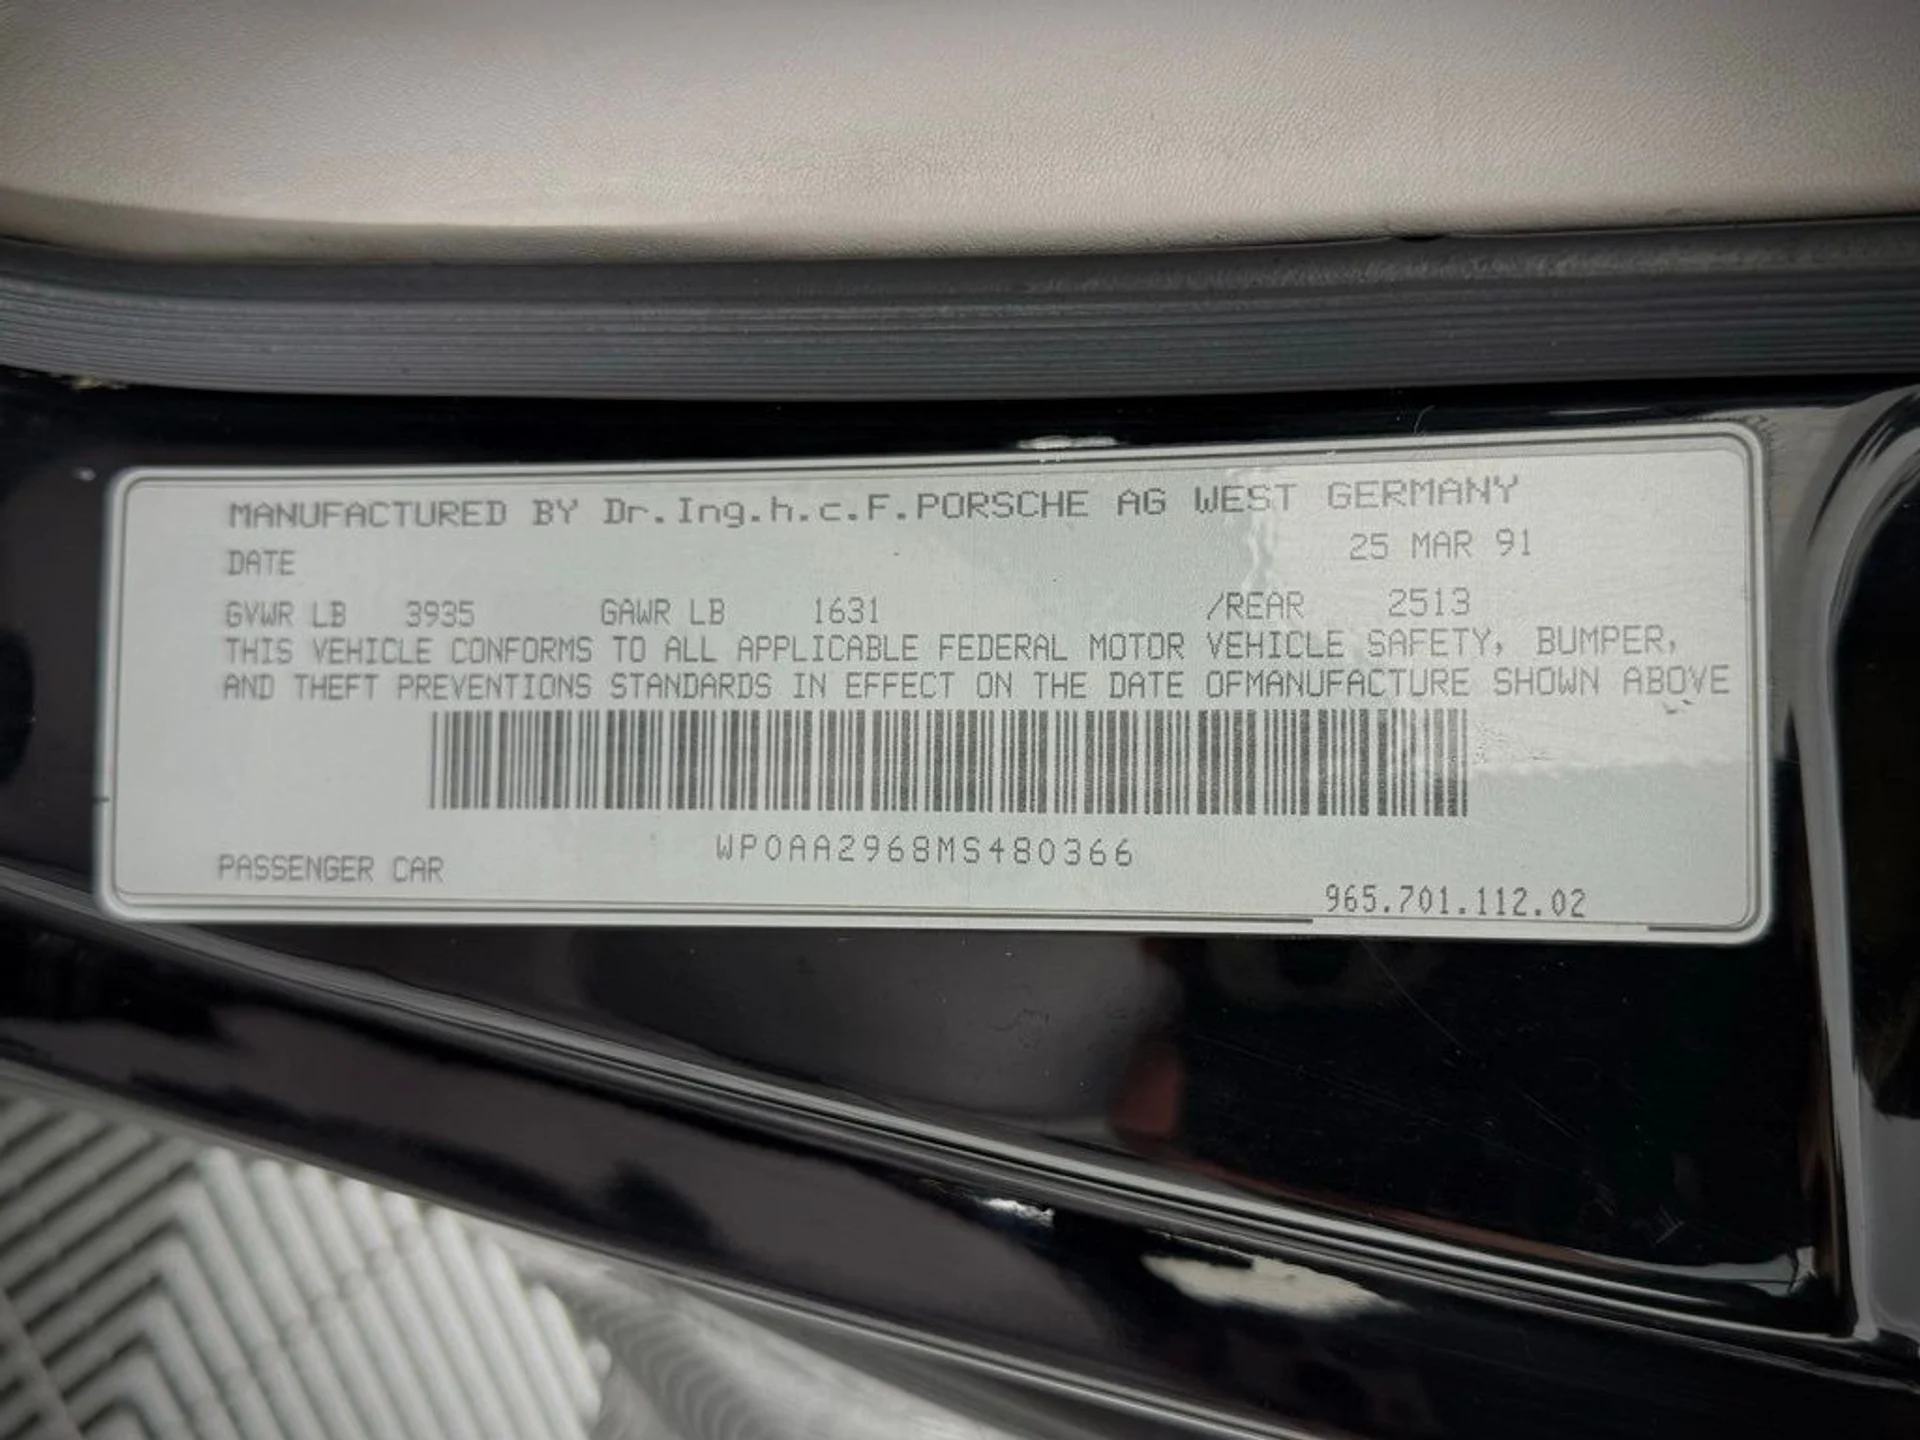 MANUFACTURED BY Dr.Ing.h.c.F.PORSCHE AG WEST GERMANY
DATE 25 MAR 91
GVWR LB 3935 GAWR LB 1631 /REAR 2513
THIS VEHICLE CONFORMS TO ALL APPLICABLE FEDERAL MOTOR VEHICLE SAFETY, BUMPER,
AND THEFT PREVENTIONS STANDARDS IN EFFECT ON THE DATE OFMANUFACTURE SHOWN ABOVE
WP0AA2968MS480366
PASSENGER CAR
965.701.112.02